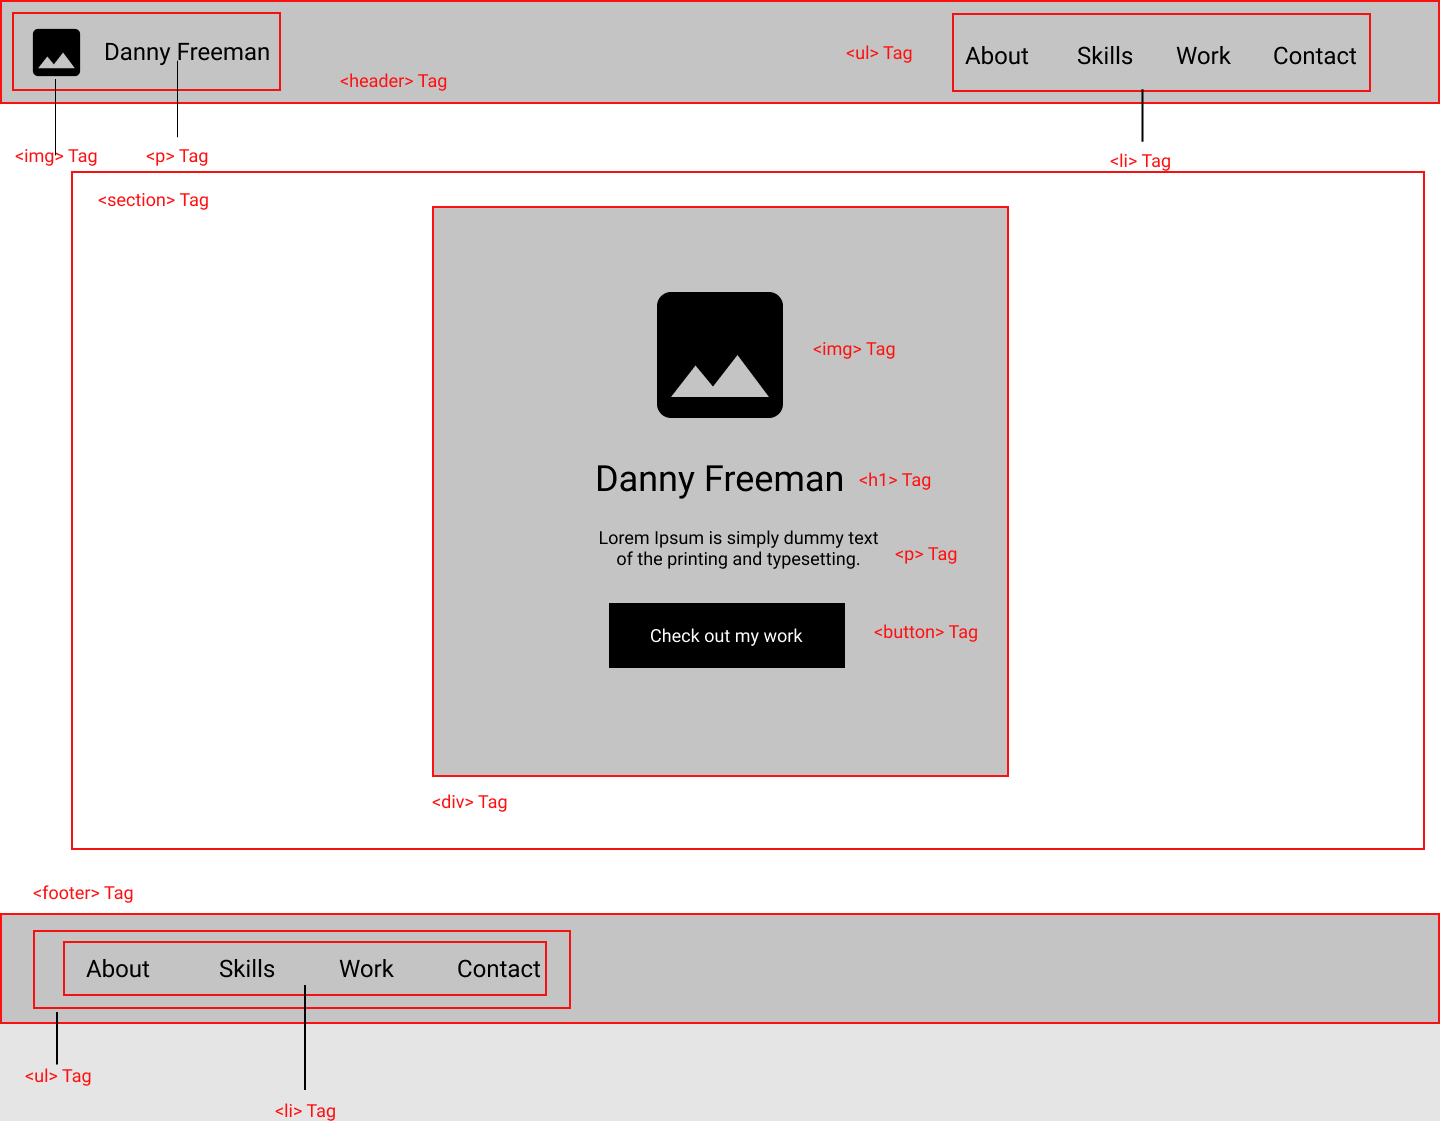 Danny Freeman
<header> Tag
<ul> Tag
About Skills Work Contact
<img> Tag
<p> Tag
<li> Tag
<section> Tag
<img> Tag
Danny Freeman
<h1> Tag
Lorem Ipsum is simply dummy text
of the printing and typesetting.
<p> Tag
Check out my work
<button> Tag
<div> Tag
<footer> Tag
About Skills Work Contact
<ul> Tag
<li> Tag